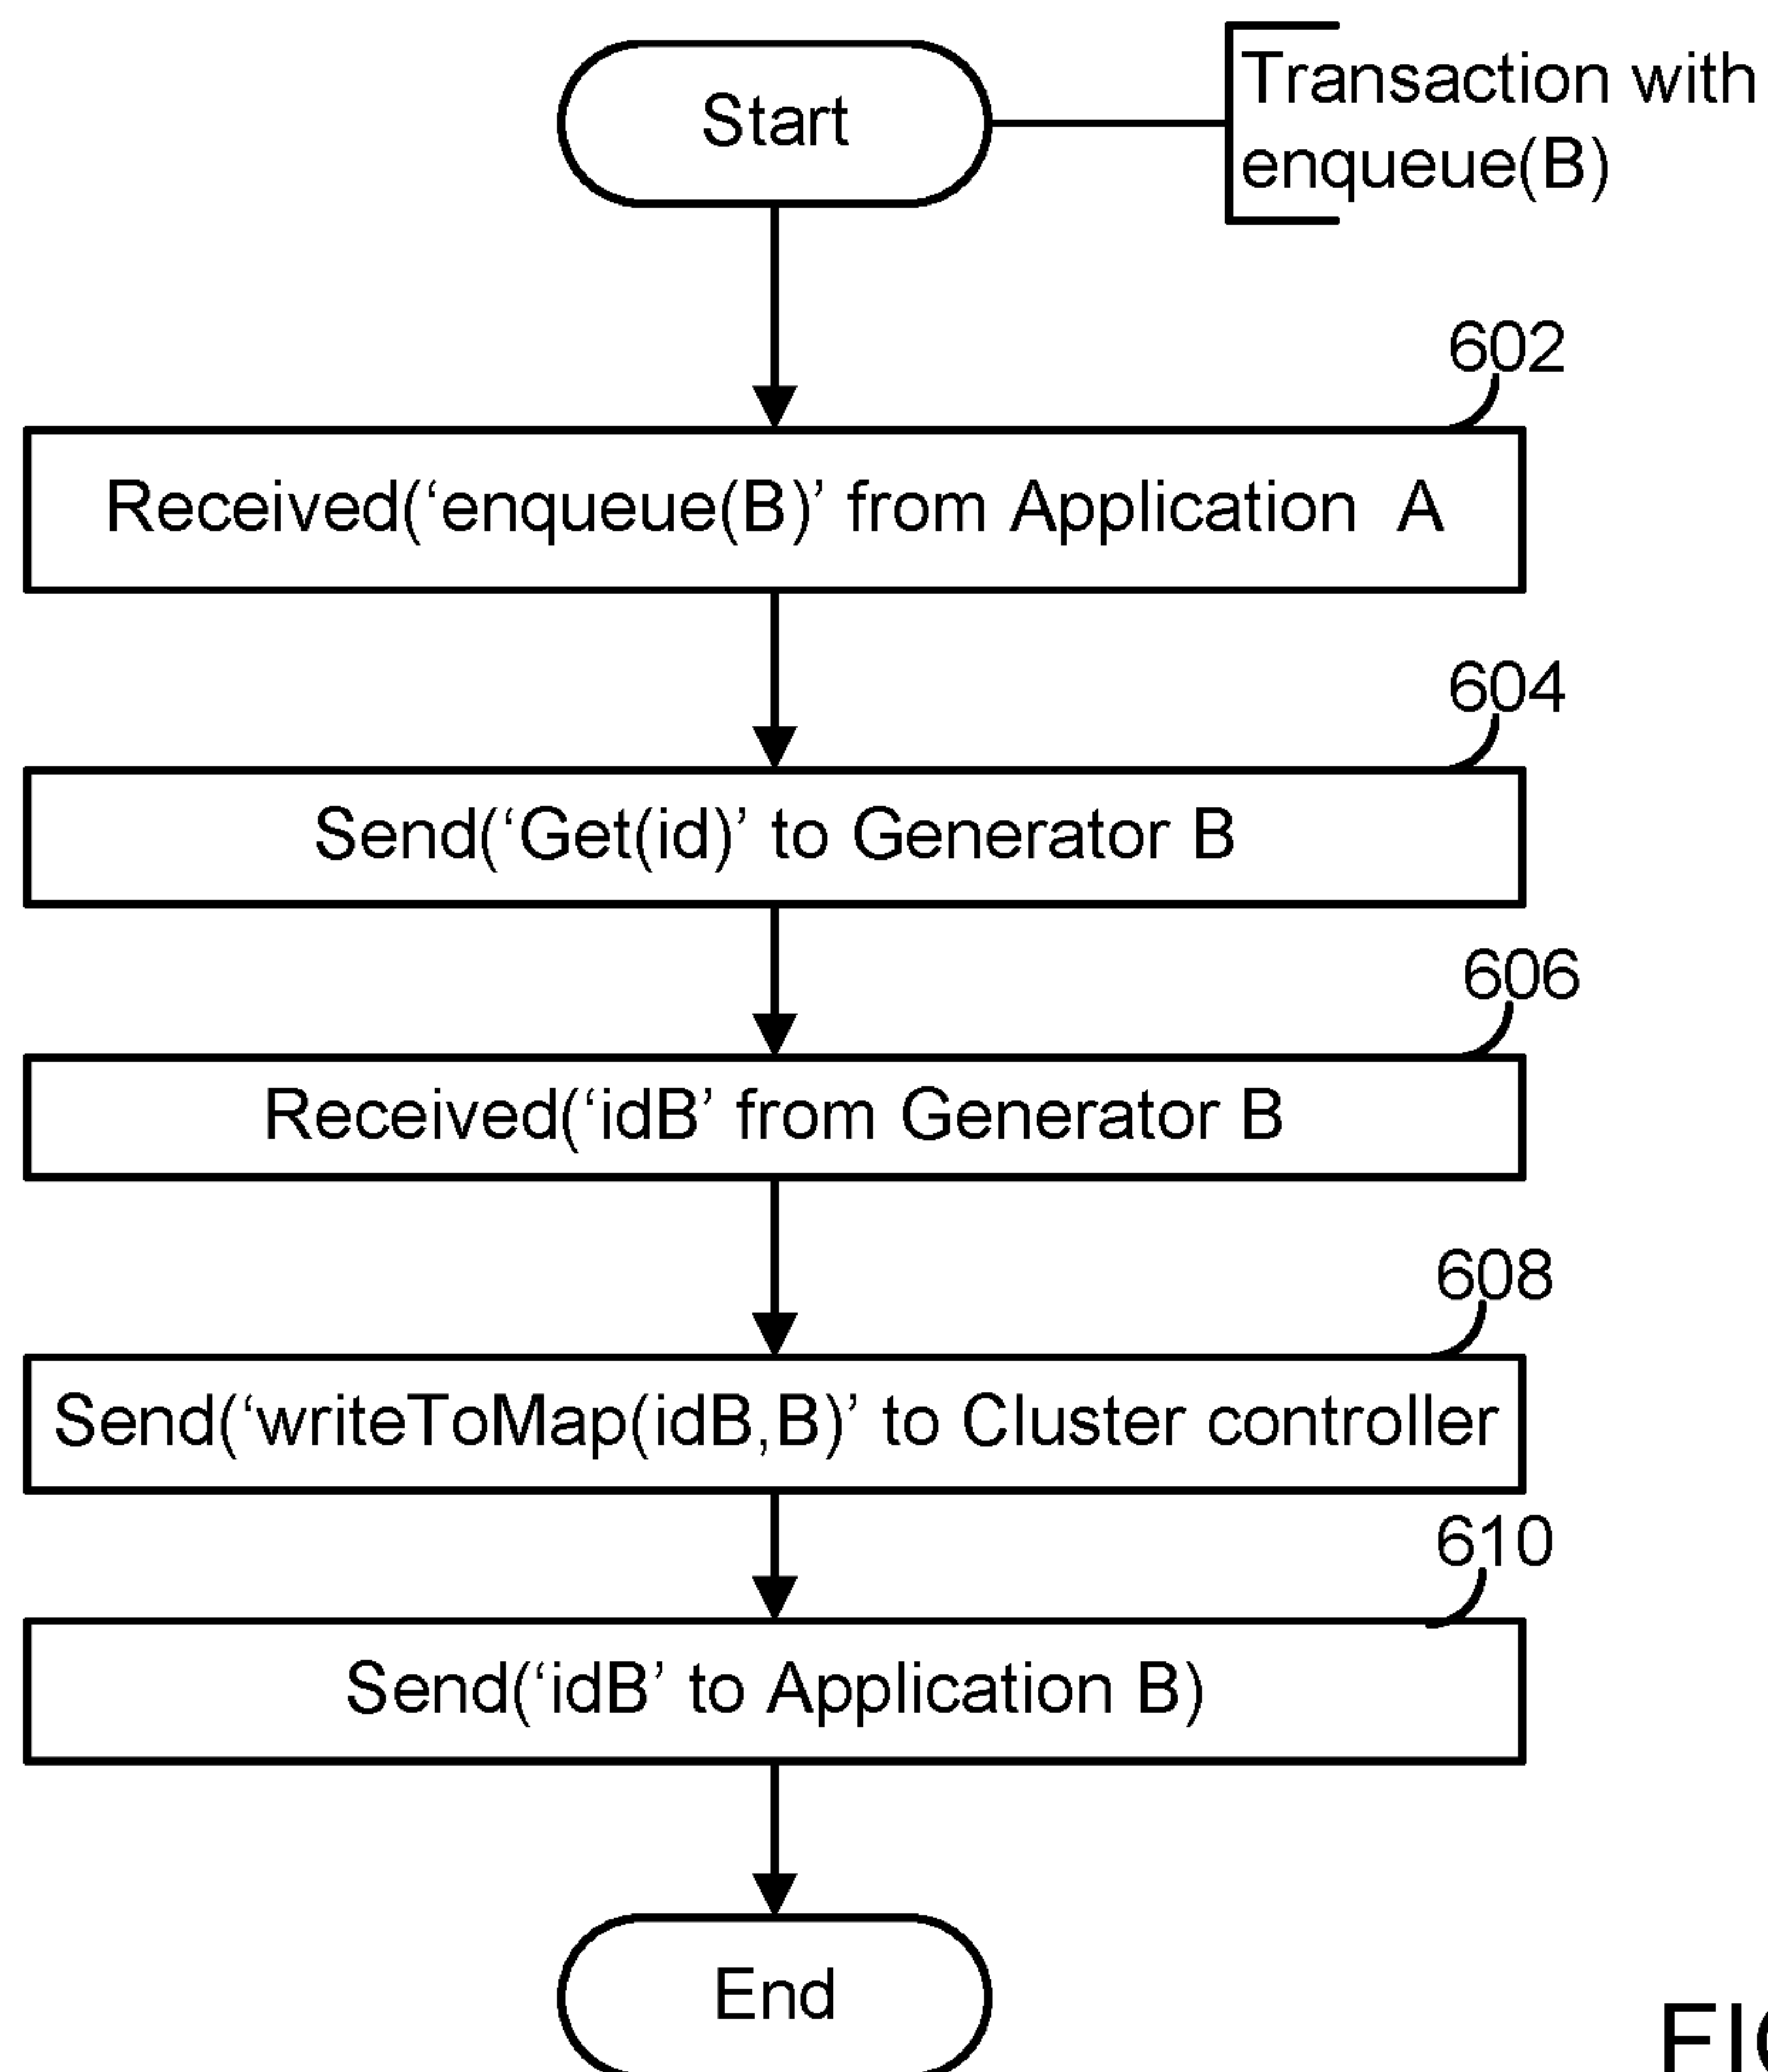 Start
Transaction with
enqueue(B)
602
Received(‘enqueue(B)’ from Application A
604
Send(‘Get(id)’ to Generator B
606
Received(‘idB’ from Generator B
608
Send(‘writeToMap(idB,B)’ to Cluster controller
610
Send(‘idB’ to Application B)
End